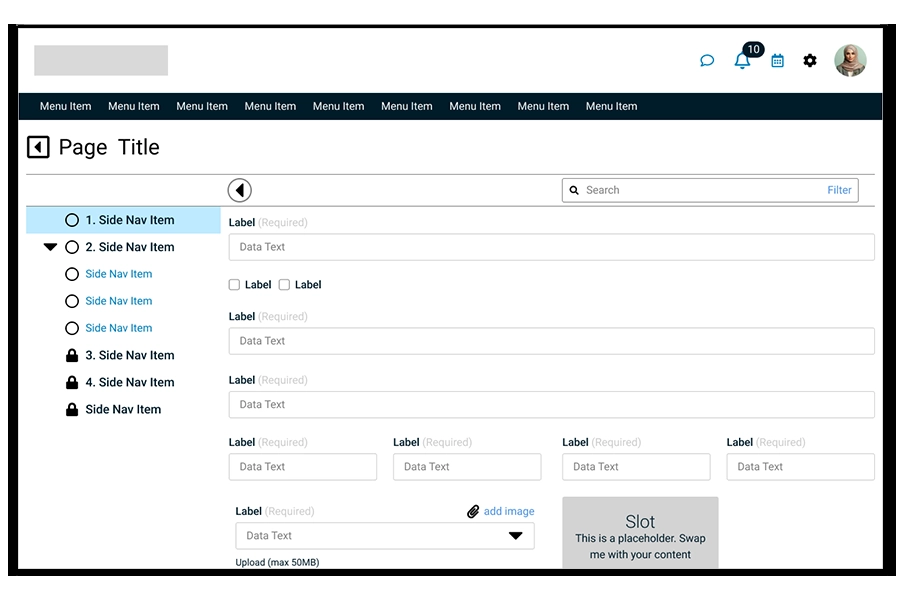 10
Menu Item Menu Item Menu Item Menu Item Menu Item Menu Item Menu Item Menu Item Menu Item
Page Title
Search Filter
1. Side Nav Item
2. Side Nav Item
Side Nav Item
Side Nav Item
Side Nav Item
3. Side Nav Item
4. Side Nav Item
Side Nav Item
Label (Required)
Data Text
Label Label
Label (Required)
Data Text
Label (Required)
Data Text
Label (Required) Label (Required) Label (Required) Label (Required)
Data Text Data Text Data Text Data Text
Label (Required) add image
Data Text
Upload (max 50MB)
Slot
This is a placeholder. Swap
me with your content